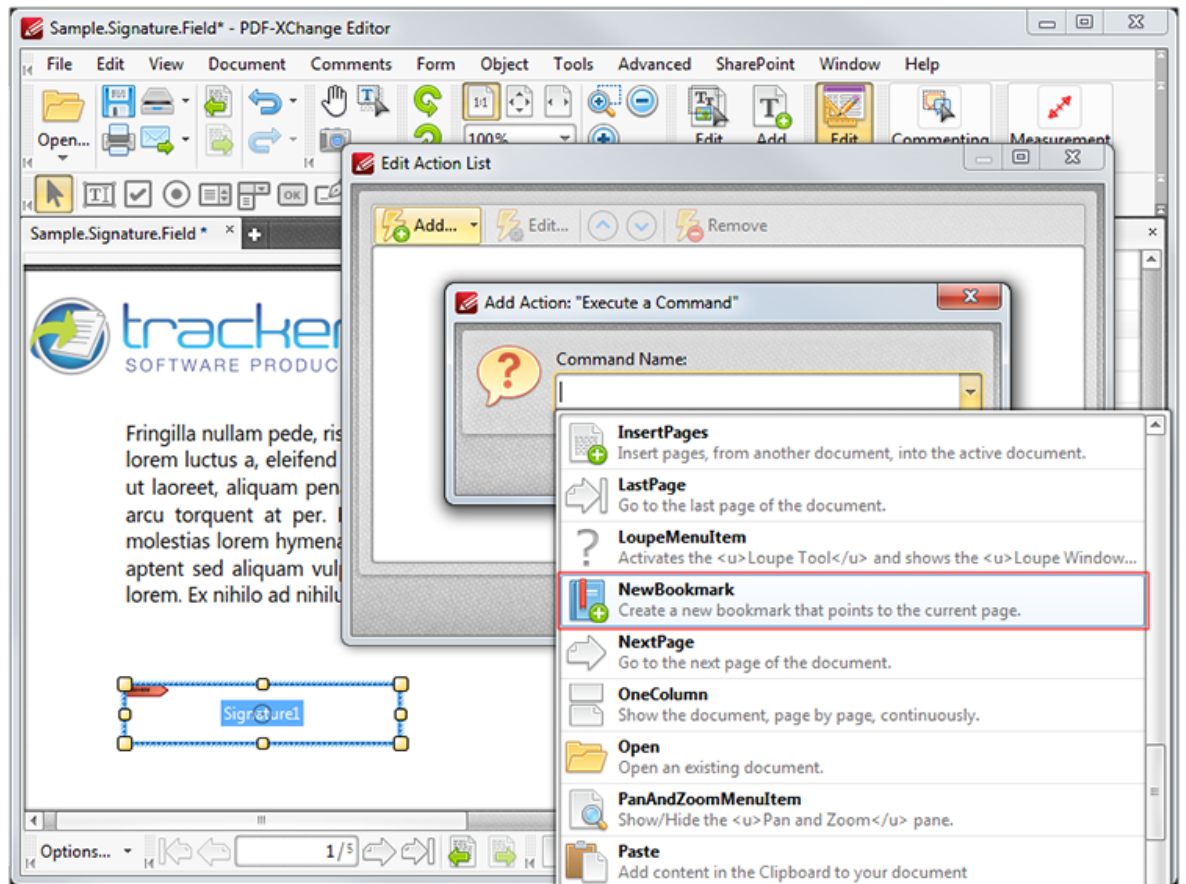 Sample.Signature.Field* - PDF-XChange Editor
File Edit View Document Comments Form Object Tools Advanced SharePoint Window Help
Open...
1:1
100%
Edit Add Edit Commenting Measurement
OK
Sample.Signature.Field *
Edit Action List
Add... Edit... Remove
Add Action: "Execute a Command"
Command Name:
tracker
SOFTWARE PRODUC
Fringilla nullam pede, ris
lorem luctus a, eleifend
ut laoreet, aliquam pen
arcu torquent at per.
molestias lorem hymena
aptent sed aliquam vulp
lorem. Ex nihilo ad nihilu
Signature1
InsertPages
Insert pages, from another document, into the active document.
LastPage
Go to the last page of the document.
LoupeMenuItem
Activates the <u>Loupe Tool</u> and shows the <u>Loupe Window...
NewBookmark
Create a new bookmark that points to the current page.
NextPage
Go to the next page of the document.
OneColumn
Show the document, page by page, continuously.
Open
Open an existing document.
PanAndZoomMenuItem
Show/Hide the <u>Pan and Zoom</u> pane.
Paste
Add content in the Clipboard to your document
Options... 1/5